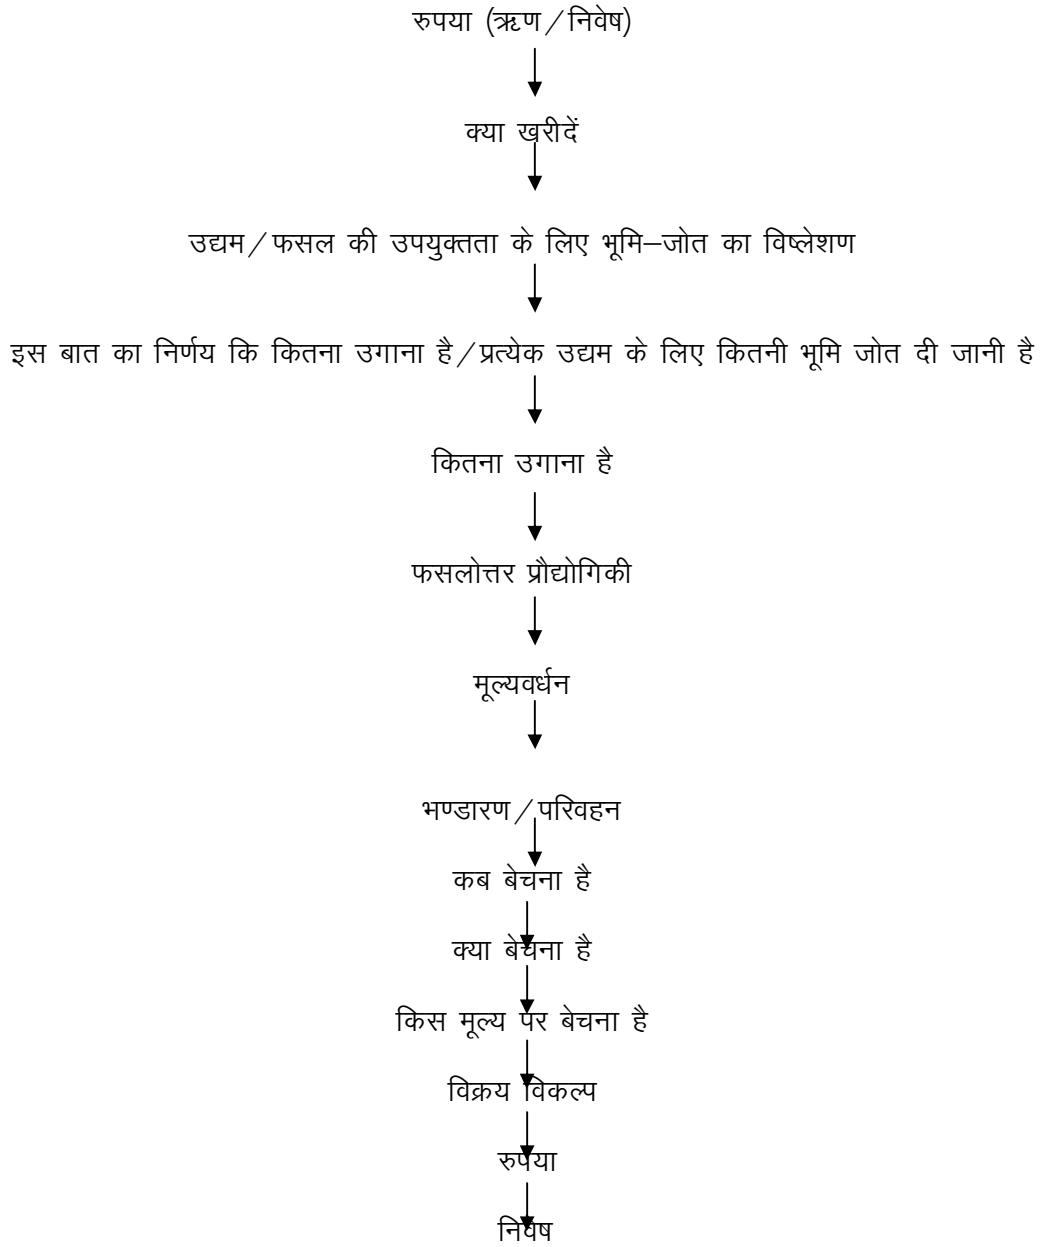 रुपया (ऋण/निवेष)
क्या खरीदें
उद्यम/फसल की उपयुक्तता के लिए भूमि–जोत का विष्लेशण
इस बात का निर्णय कि कितना उगाना है/प्रत्येक उद्यम के लिए कितनी भूमि जोत दी जानी है
कितना उगाना है
फसलोत्तर प्रौद्योगिकी
मूल्यवर्धन
भण्डारण/परिवहन
कब बेचना है
क्या बेचना है
किस मूल्य पर बेचना है
विक्रय विकल्प
रुपया
निवेष